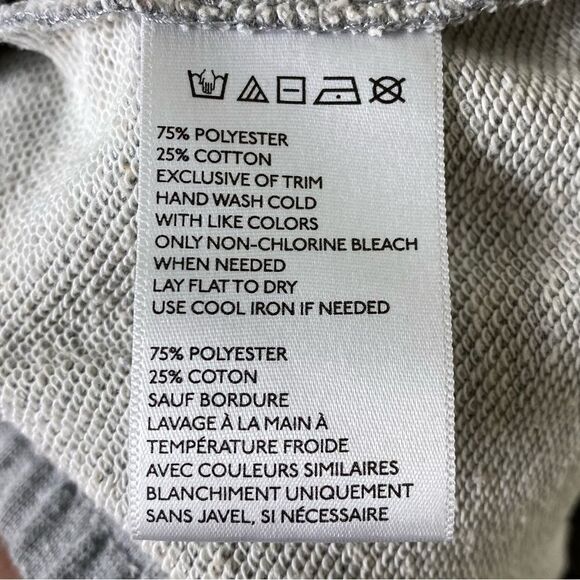 75% POLYESTER
25% COTTON
EXCLUSIVE OF TRIM
HAND WASH COLD
WITH LIKE COLORS
ONLY NON-CHLORINE BLEACH
WHEN NEEDED
LAY FLAT TO DRY
USE COOL IRON IF NEEDED
75% POLYESTER
25% COTON
SAUF BORDURE
LAVAGE À LA MAIN À
TEMPÉRATURE FROIDE
AVEC COULEURS SIMILAIRES
BLANCHIMENT UNIQUEMENT
SANS JAVEL, SI NÉCESSAIRE